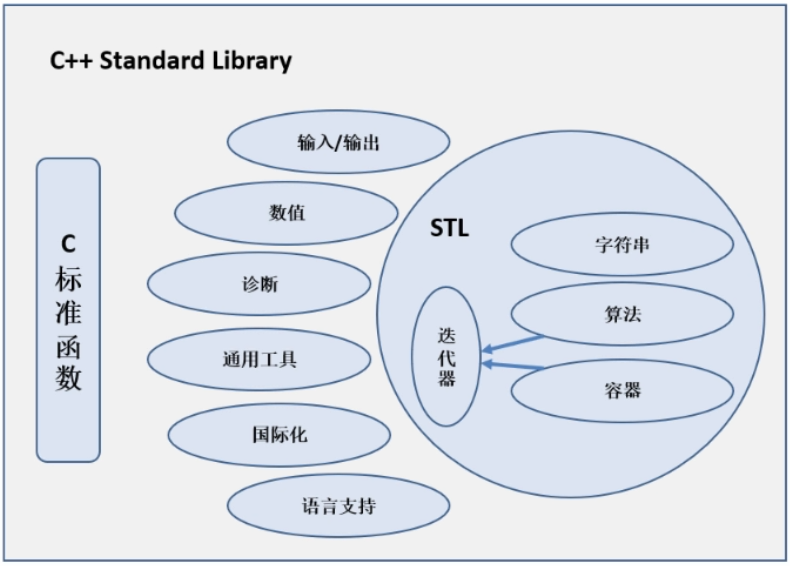 C++ Standard Library
C
标
准
函
数
输入/输出
数值
诊断
通用工具
国际化
语言支持
STL
字符串
算法
容器
迭
代
器